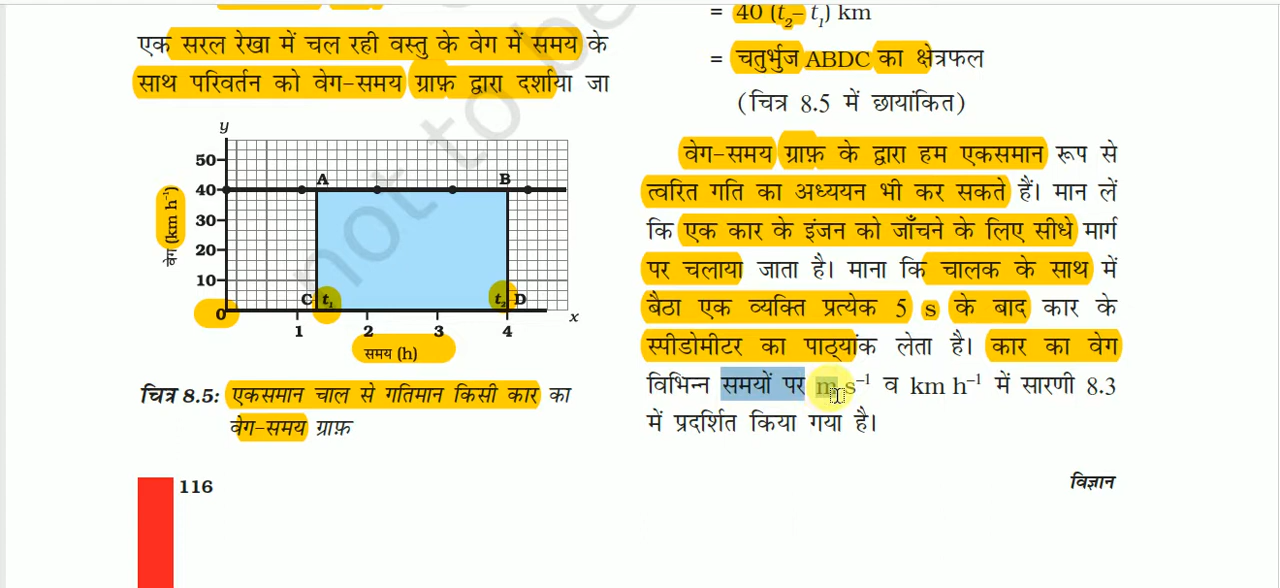 एक सरल रेखा में चल रही वस्तु के वेग में समय के
साथ परिवर्तन को वेग-समय ग्राफ़ द्वारा दर्शाया जा
y
50
40
30
20
10
0
A
B
C
t₁
t₂
D
x
1
2
3
4
वेग (km h⁻¹)
समय (h)
चित्र 8.5: एकसमान चाल से गतिमान किसी कार का
वेग-समय ग्राफ़
116
= 40 (t₂– t₁) km
= चतुर्भुज ABDC का क्षेत्रफल
(चित्र 8.5 में छायांकित)
वेग-समय ग्राफ़ के द्वारा हम एकसमान रूप से
त्वरित गति का अध्ययन भी कर सकते हैं। मान लें
कि एक कार के इंजन को जाँचने के लिए सीधे मार्ग
पर चलाया जाता है। माना कि चालक के साथ में
बैठा एक व्यक्ति प्रत्येक 5 s के बाद कार के
स्पीडोमीटर का पाठ्यांक लेता है। कार का वेग
विभिन्न समयों पर m s⁻¹ व km h⁻¹ में सारणी 8.3
में प्रदर्शित किया गया है।
विज्ञान
not to be